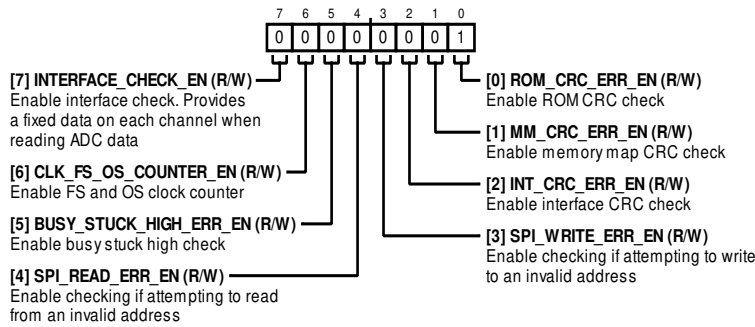 7 6 5 4 3 2 1 0
0 0 0 0 0 0 0 1
[7] INTERFACE_CHECK_EN (R/W)
Enable interface check. Provides
a fixed data on each channel when
reading ADC data
[6] CLK_FS_OS_COUNTER_EN (R/W)
Enable FS and OS clock counter
[5] BUSY_STUCK_HIGH_ERR_EN (R/W)
Enable busy stuck high check
[4] SPI_READ_ERR_EN (R/W)
Enable checking if attempting to read
from an invalid address
[0] ROM_CRC_ERR_EN (R/W)
Enable ROM CRC check
[1] MM_CRC_ERR_EN (R/W)
Enable memory map CRC check
[2] INT_CRC_ERR_EN (R/W)
Enable interface CRC check
[3] SPI_WRITE_ERR_EN (R/W)
Enable checking if attempting to write
to an invalid address